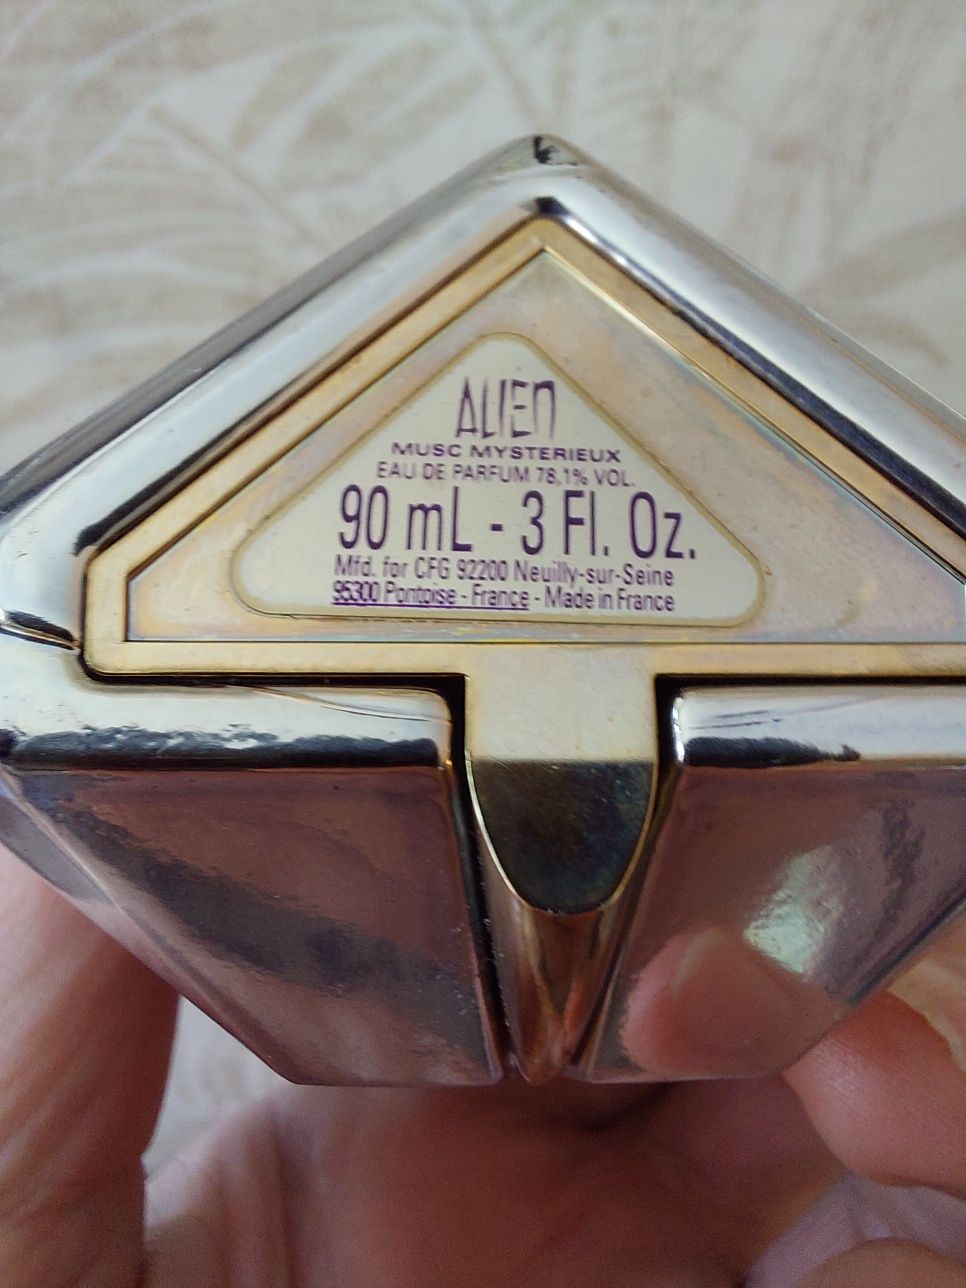 ALIEN
MUSC MYSTERIEUX
EAU DE PARFUM 78,1% VOL.
90 mL - 3 Fl. Oz.
Mfd. for CFG 92200 Neuilly-sur-Seine
95300 Pontoise - France - Made in France